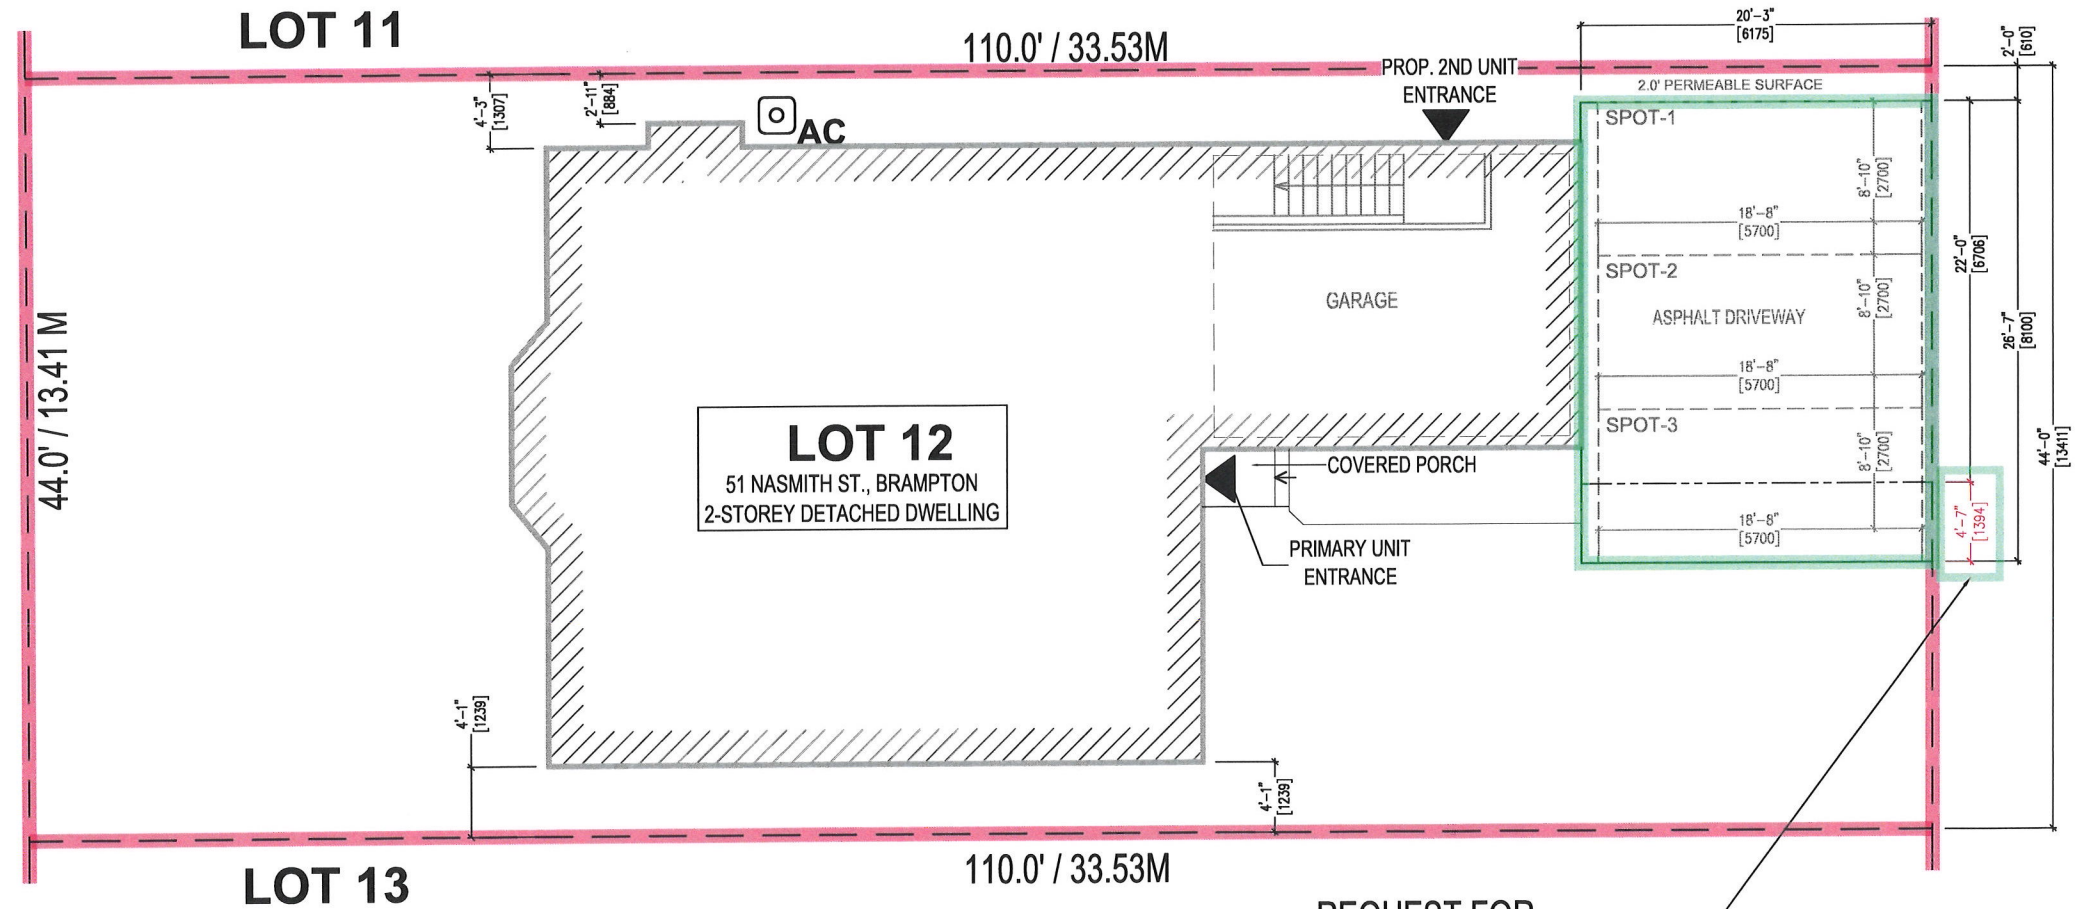 LOT 11
110.0' / 33.53M
20'-3"
[6175]
2'-0"
[610]
PROP. 2ND UNIT
ENTRANCE
2.0' PERMEABLE SURFACE
4'-3"
[1307]
2'-11"
[884]
AC
SPOT-1
8'-10"
[2700]
18'-8"
[5700]
22'-0"
[6706]
SPOT-2
8'-10"
[2700]
GARAGE
ASPHALT DRIVEWAY
26'-7"
[8100]
44.0' / 13.41 M
18'-8"
[5700]
LOT 12
51 NASMITH ST., BRAMPTON
2-STOREY DETACHED DWELLING
SPOT-3
8'-10"
[2700]
44'-0"
[13411]
COVERED PORCH
4'-7"
[1394]
18'-8"
[5700]
PRIMARY UNIT
ENTRANCE
4'-1"
[1239]
4'-1"
[1239]
LOT 13
110.0' / 33.53M
REQUEST FOR